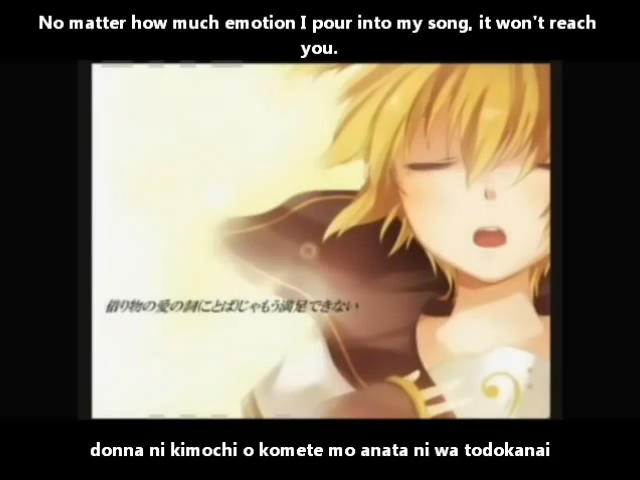 No matter how much emotion I pour into my song, it won't reach
you.
借り物の愛の詞(ことば)じゃもう満足できない
donna ni kimochi o komete mo anata ni wa todokanai